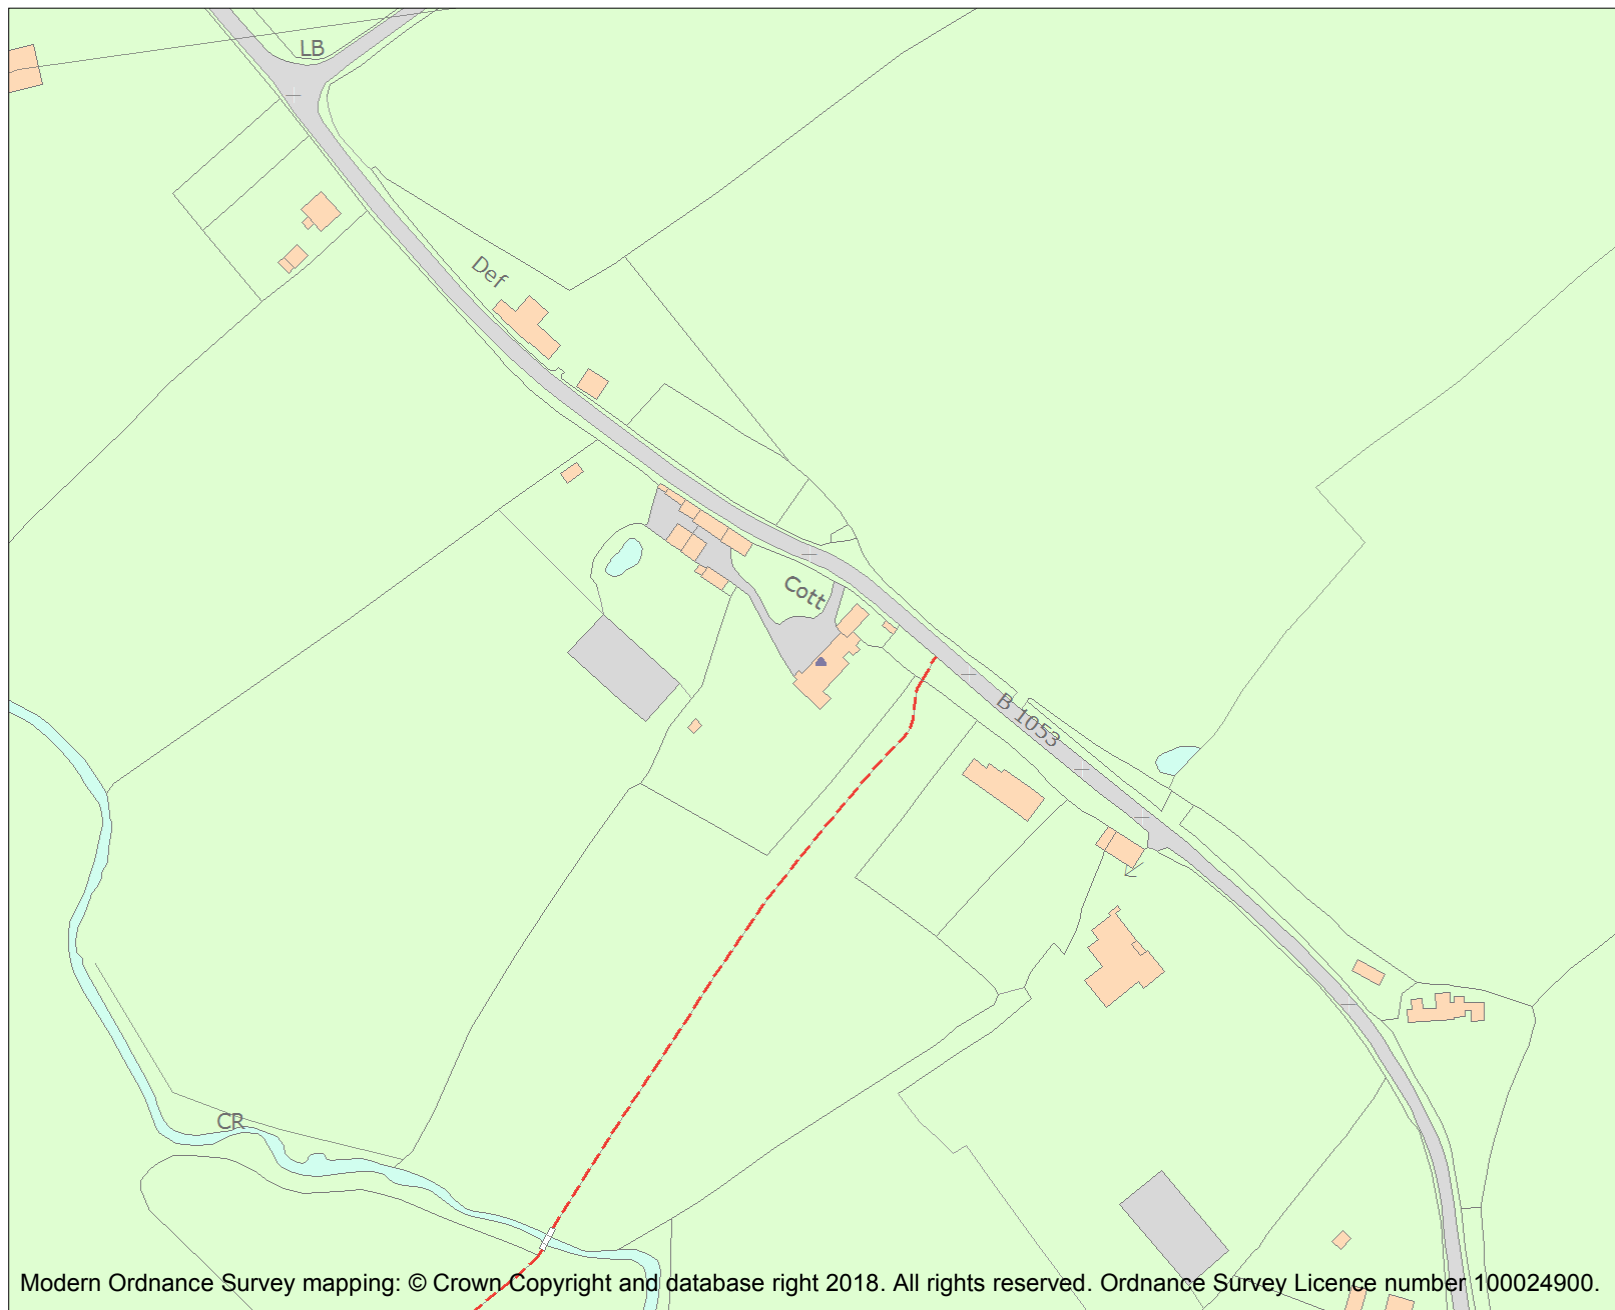 LB
Def
Cott
B 1053
CR
Modern Ordnance Survey mapping: © Crown Copyright and database right 2018. All rights reserved. Ordnance Survey Licence number 100024900.